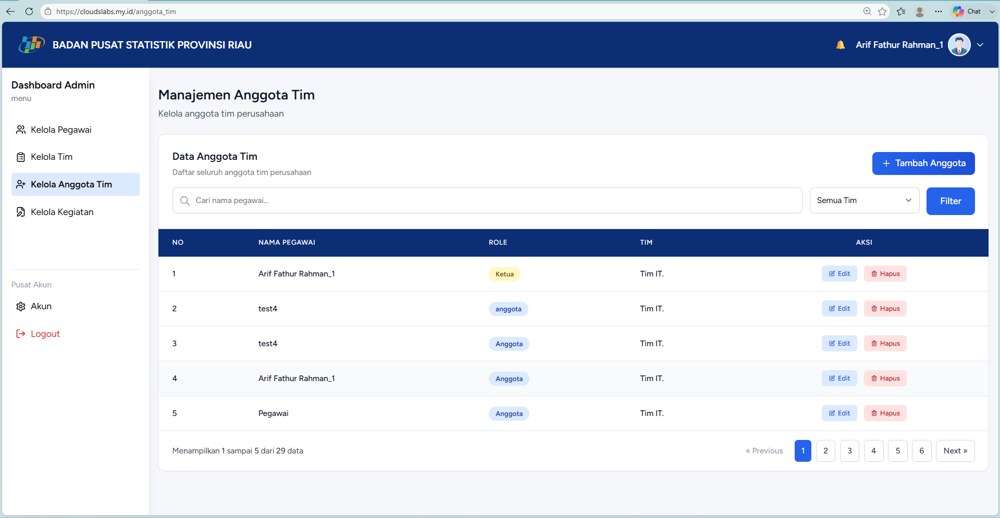 https://cloudslabs.my.id/anggota_tim
Chat
BADAN PUSAT STATISTIK PROVINSI RIAU
Arif Fathur Rahman_1
Dashboard Admin
menu
Kelola Pegawai
Kelola Tim
Kelola Anggota Tim
Kelola Kegiatan
Pusat Akun
Akun
Logout
Manajemen Anggota Tim
Kelola anggota tim perusahaan
Data Anggota Tim
Daftar seluruh anggota tim perusahaan
+ Tambah Anggota
Cari nama pegawai...
Semua Tim
Filter
NO NAMA PEGAWAI ROLE TIM AKSI
1 Arif Fathur Rahman_1 Ketua Tim IT. Edit Hapus
2 test4 anggota Tim IT. Edit Hapus
3 test4 Anggota Tim IT. Edit Hapus
4 Arif Fathur Rahman_1 Anggota Tim IT. Edit Hapus
5 Pegawai Anggota Tim IT. Edit Hapus
Menampilkan 1 sampai 5 dari 29 data
« Previous 1 2 3 4 5 6 Next »